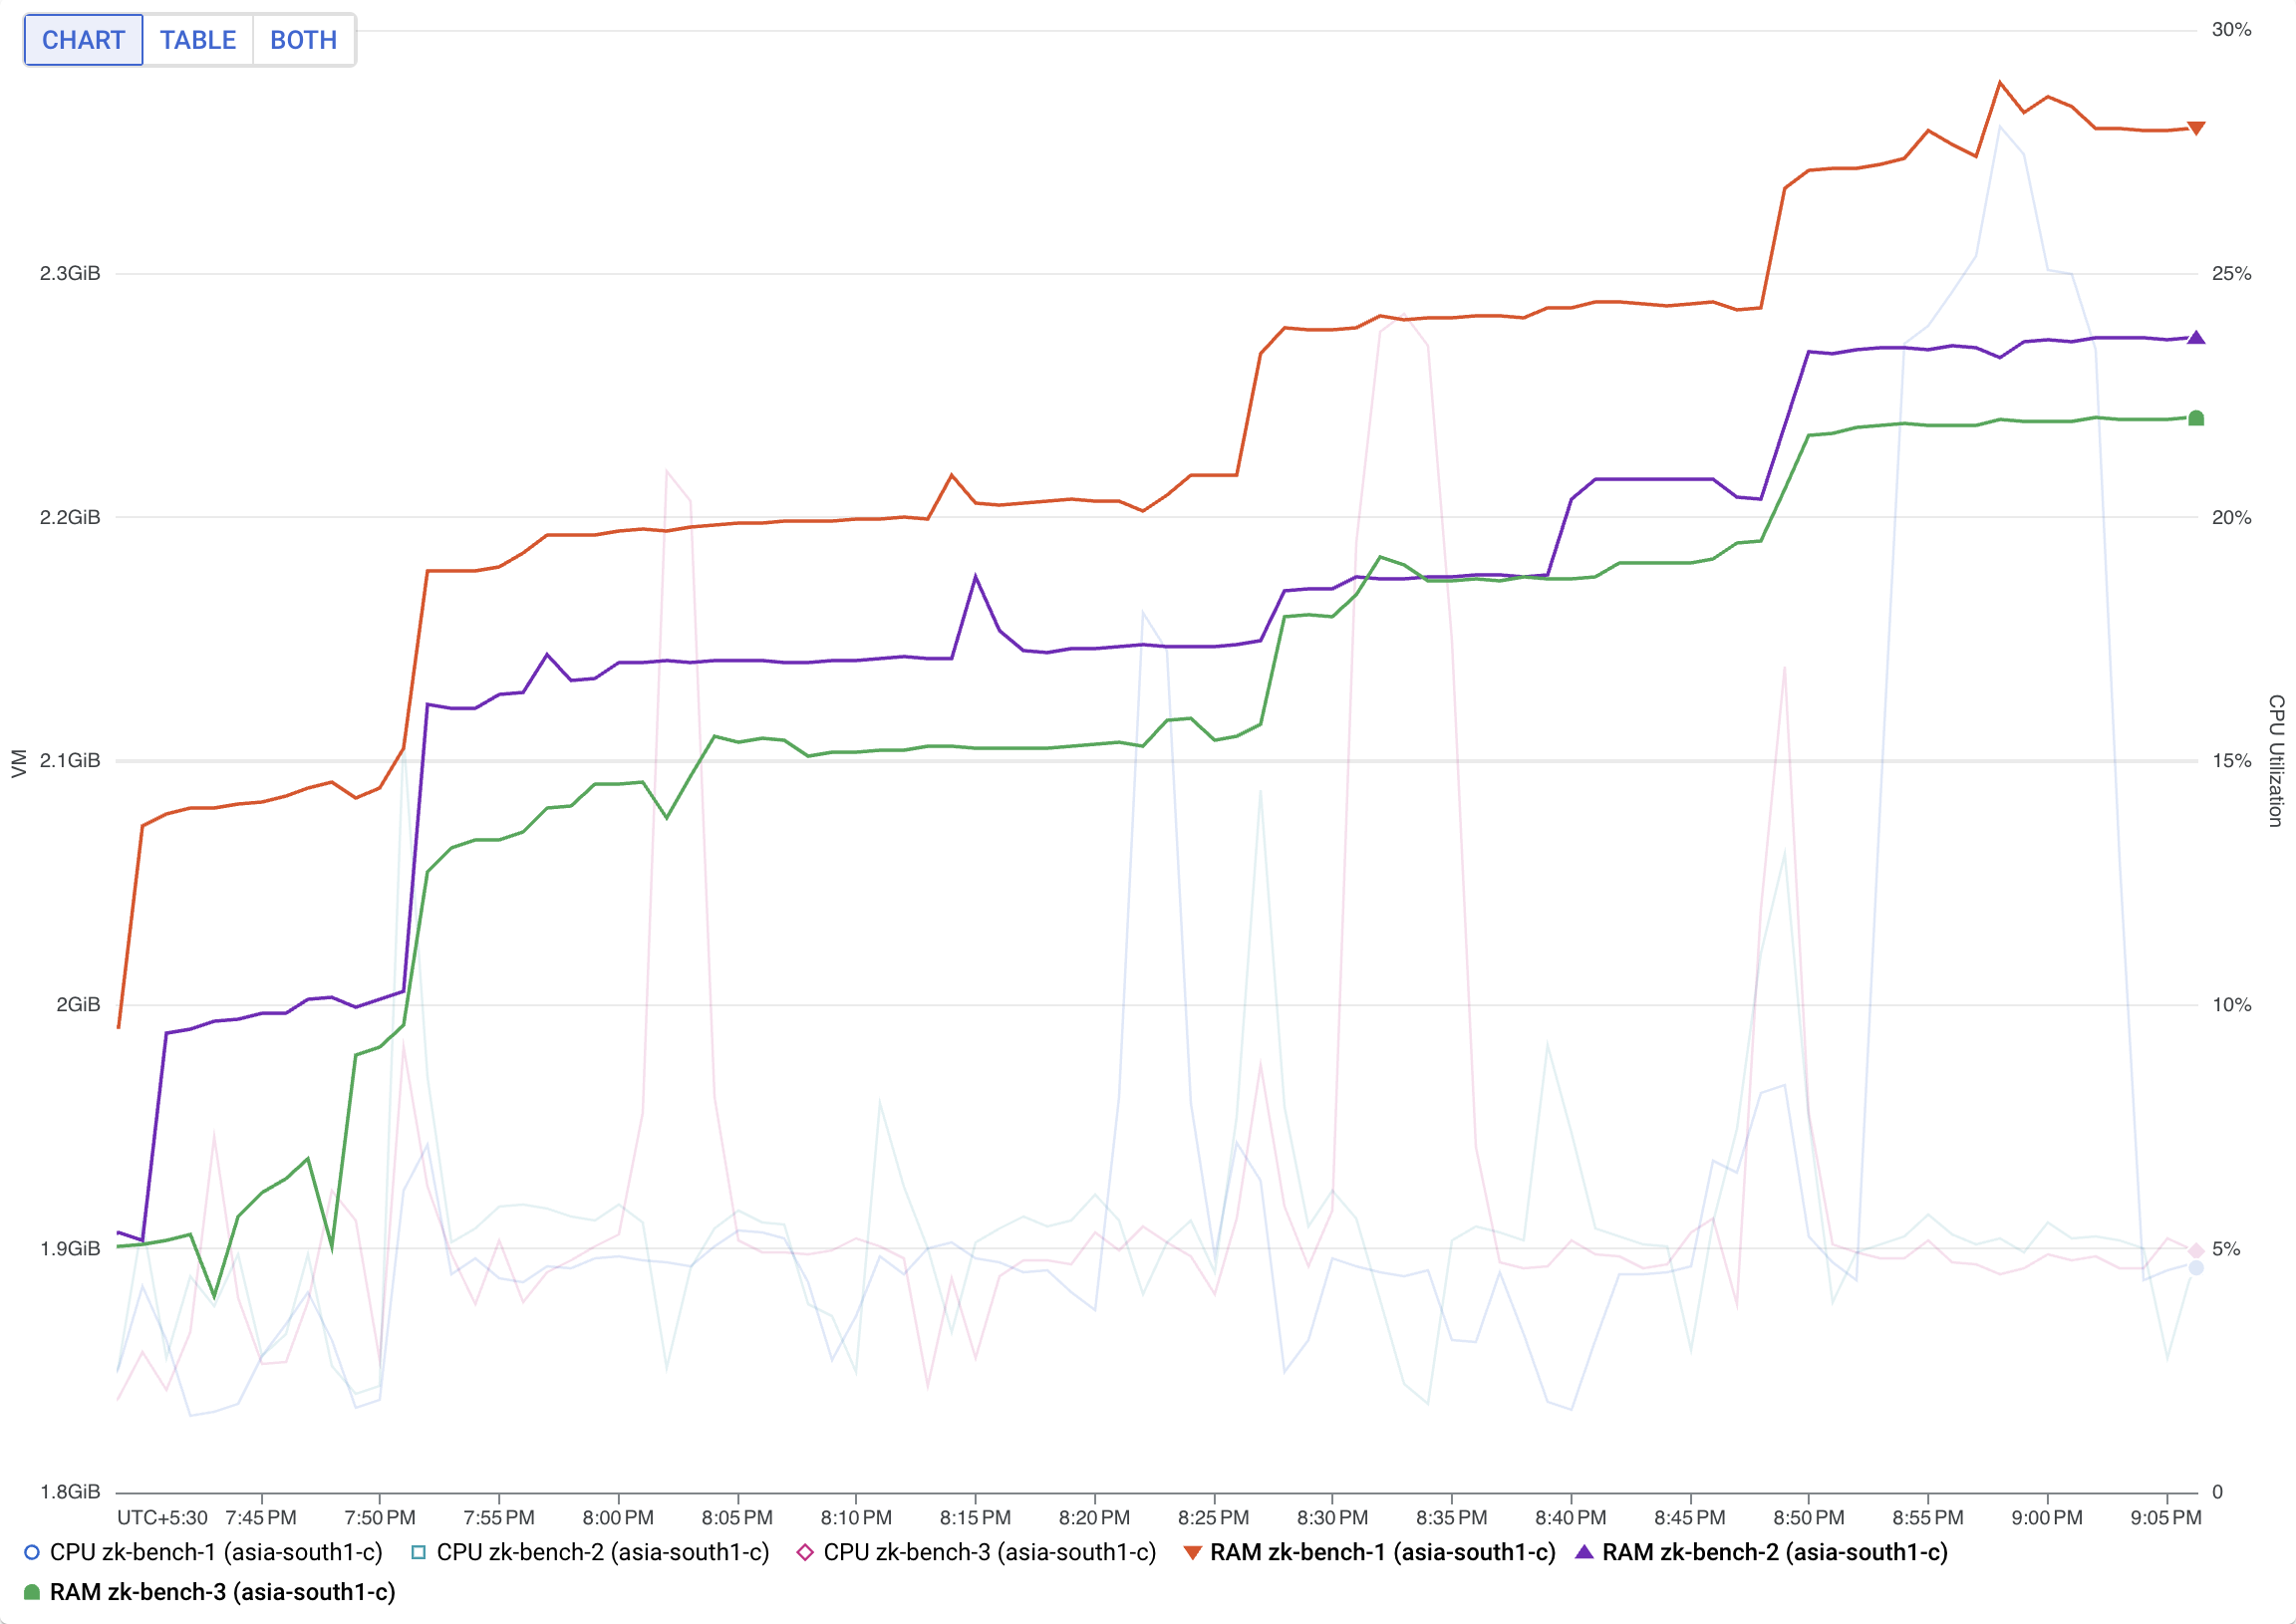 CHART TABLE BOTH
30%
2.3GiB 25%
2.2GiB 20%
VM 2.1GiB 15% CPU Utilization
2GiB 10%
1.9GiB 5%
1.8GiB 0
UTC+5:30 7:45 PM 7:50 PM 7:55 PM 8:00 PM 8:05 PM 8:10 PM 8:15 PM 8:20 PM 8:25 PM 8:30 PM 8:35 PM 8:40 PM 8:45 PM 8:50 PM 8:55 PM 9:00 PM 9:05 PM
CPU zk-bench-1 (asia-south1-c) CPU zk-bench-2 (asia-south1-c) CPU zk-bench-3 (asia-south1-c) RAM zk-bench-1 (asia-south1-c) RAM zk-bench-2 (asia-south1-c)
RAM zk-bench-3 (asia-south1-c)